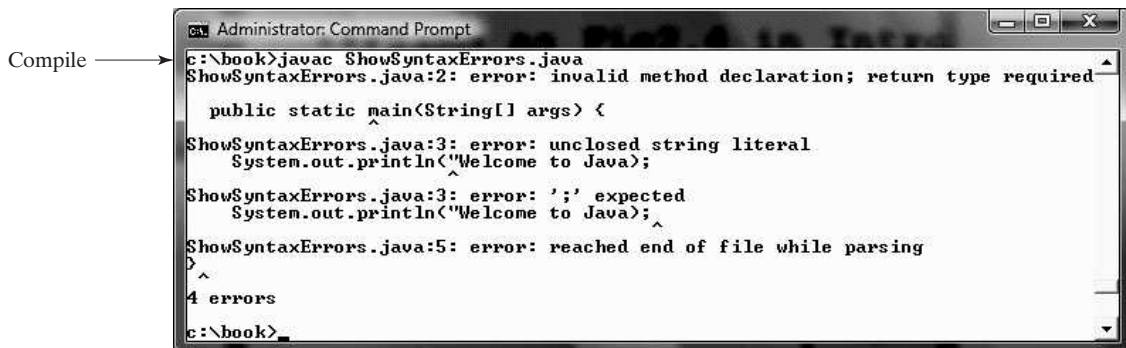 Administrator: Command Prompt
Compile
c:\book>javac ShowSyntaxErrors.java
ShowSyntaxErrors.java:2: error: invalid method declaration; return type required
public static main(String[] args) {
^
ShowSyntaxErrors.java:3: error: unclosed string literal
System.out.println("Welcome to Java);
^
ShowSyntaxErrors.java:3: error: ';' expected
System.out.println("Welcome to Java);
^
ShowSyntaxErrors.java:5: error: reached end of file while parsing
}
^
4 errors
c:\book>_